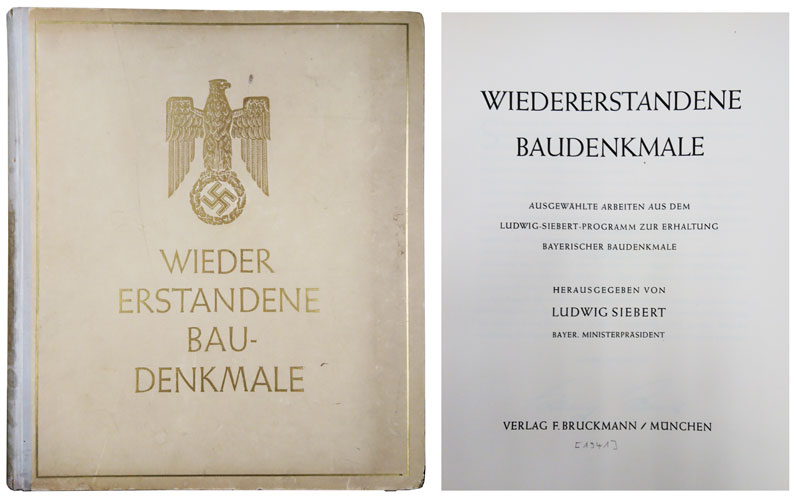 WIEDER
ERSTANDENE
BAU-
DENKMALE
WIEDERERSTANDENE
BAUDENKMALE
AUSGEWÄHLTE ARBEITEN AUS DEM
LUDWIG-SIEBERT-PROGRAMM ZUR ERHALTUNG
BAYERISCHER BAUDENKMALE
HERAUSGEGEBEN VON
LUDWIG SIEBERT
BAYER. MINISTERPRÄSIDENT
VERLAG F. BRUCKMANN / MÜNCHEN
[1941]